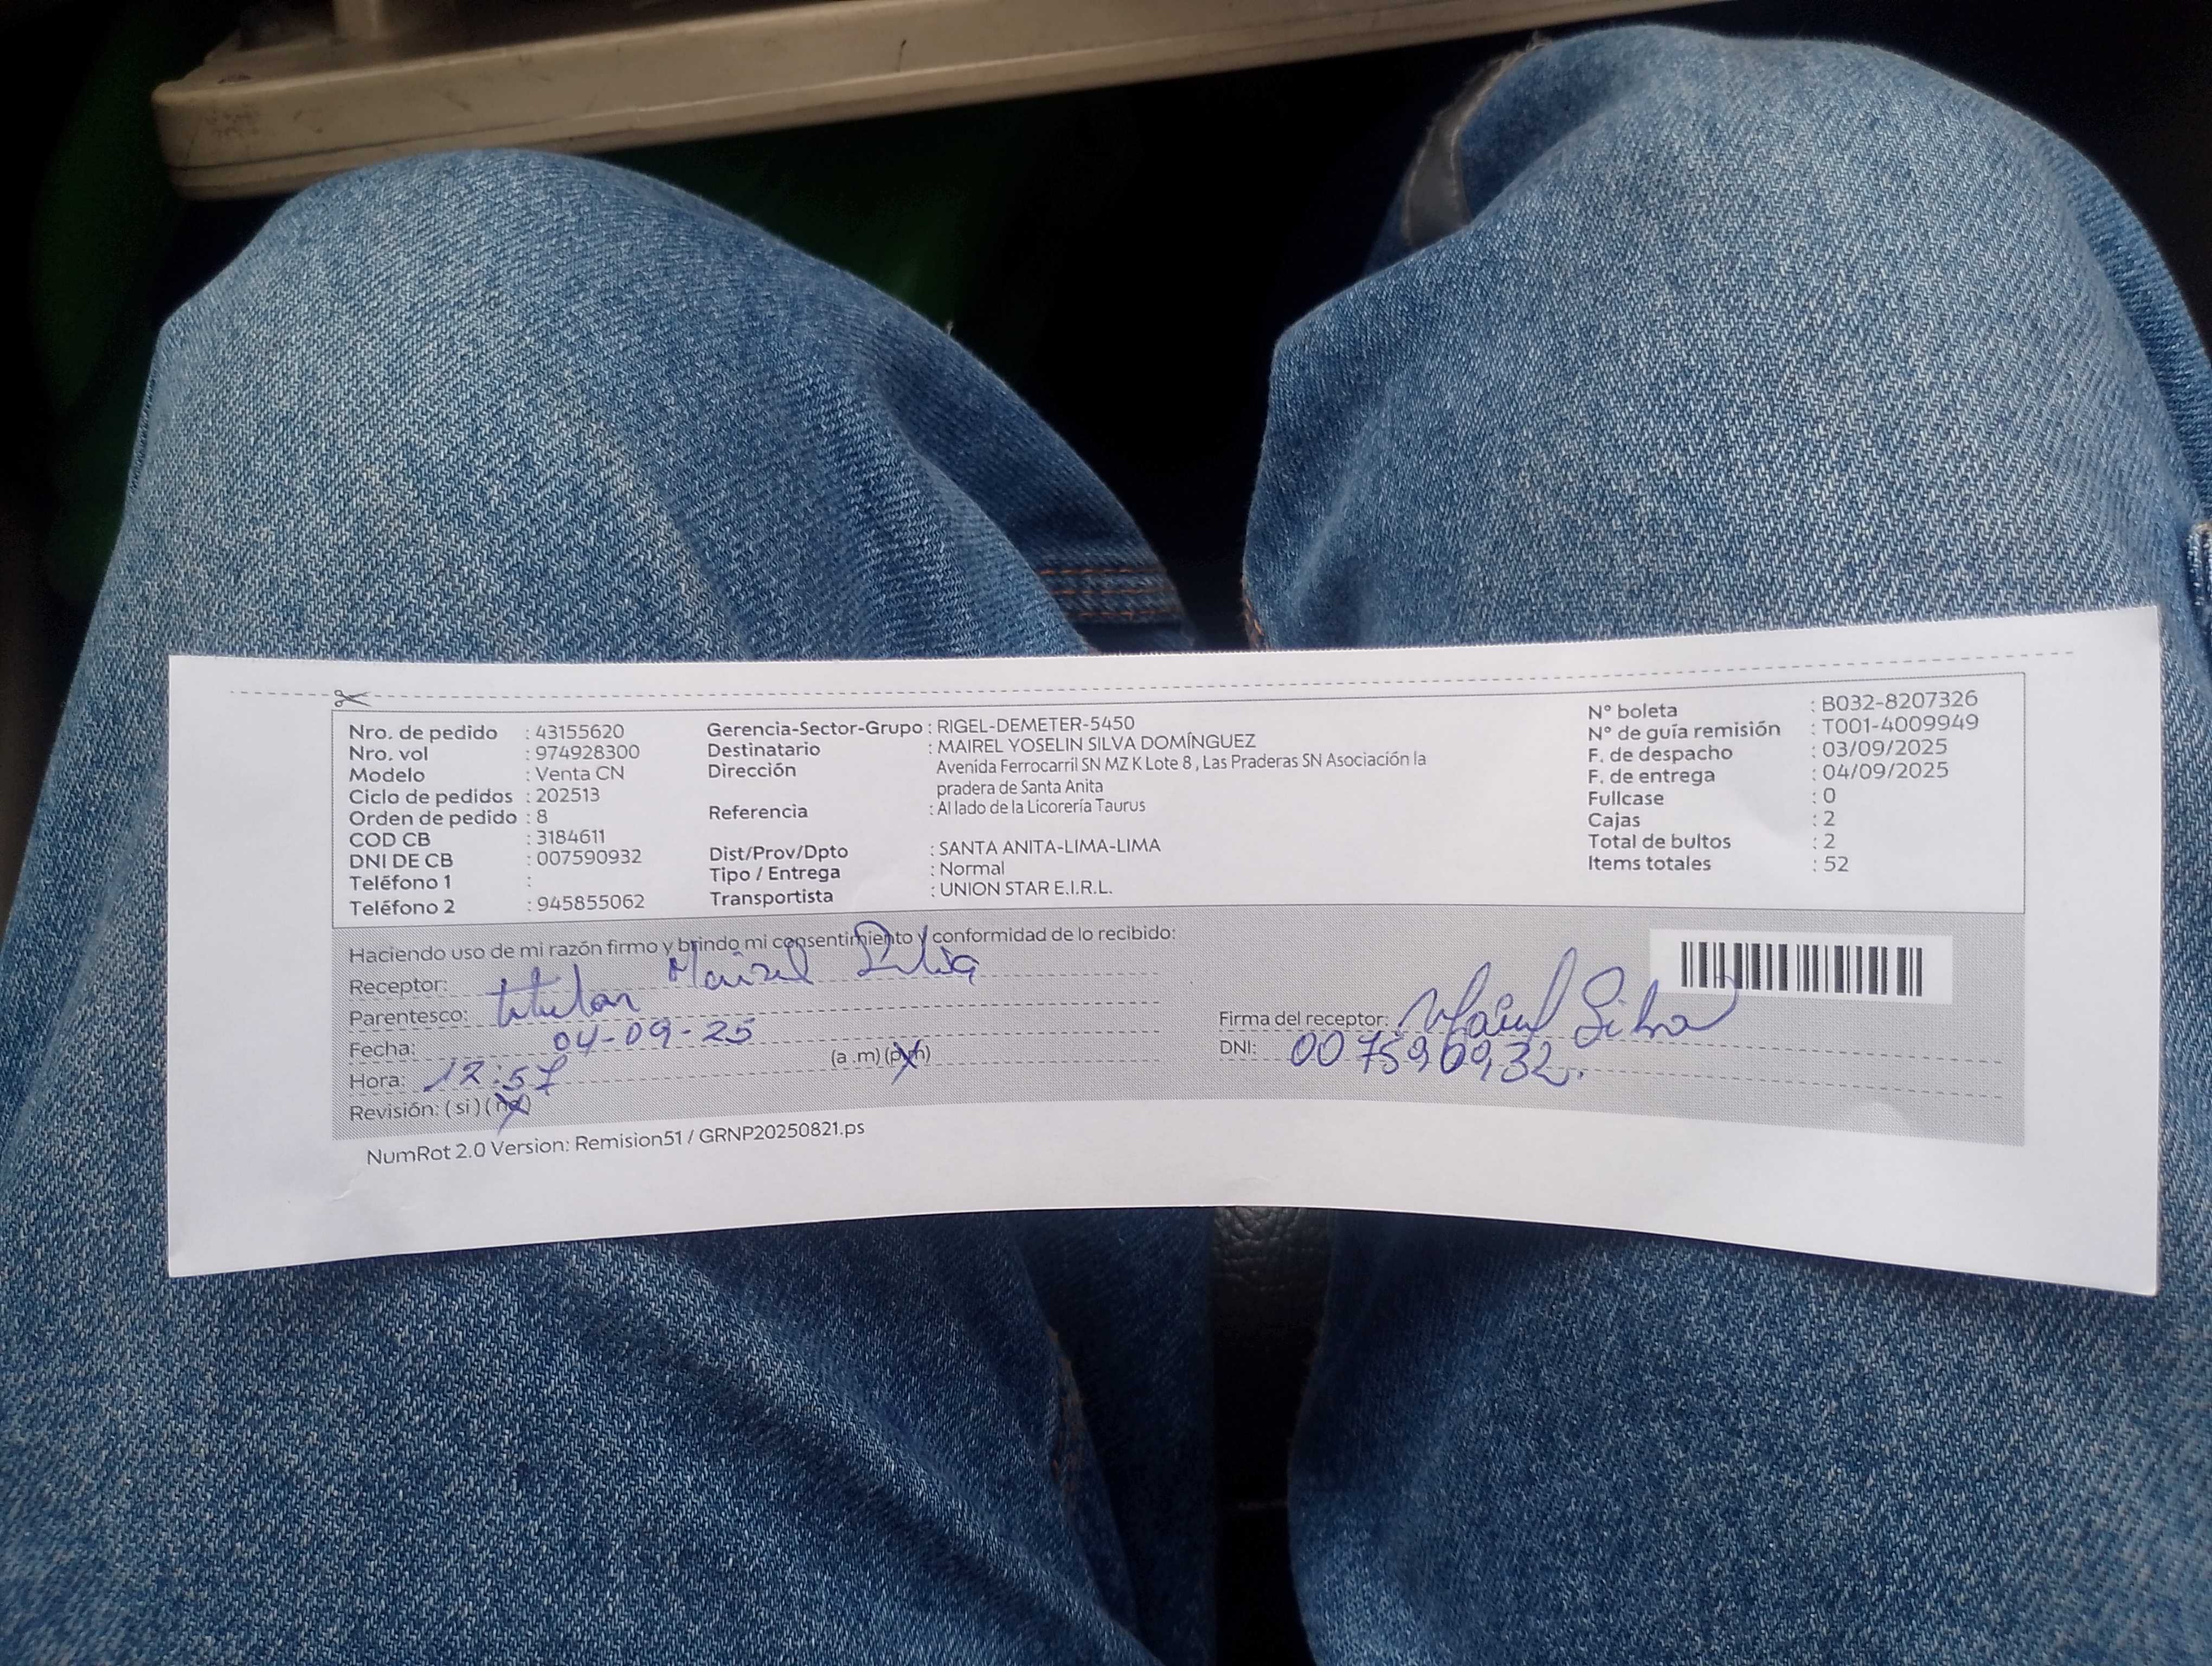 Nro. de pedido : 43155620
Nro. vol : 974928300
Modelo : Venta CN
Ciclo de pedidos : 202513
Orden de pedido : 8
COD CB : 3184611
DNI DE CB : 007590932
Teléfono 1 :
Teléfono 2 : 945855062
Gerencia-Sector-Grupo : RIGEL-DEMETER-5450
Destinatario : MAIREL YOSELIN SILVA DOMÍNGUEZ
Dirección Avenida Ferrocarril SN MZ K Lote 8 , Las Praderas SN Asociación la
pradera de Santa Anita
Referencia : Al lado de la Licorería Taurus
Dist/Prov/Dpto : SANTA ANITA-LIMA-LIMA
Tipo / Entrega : Normal
Transportista : UNION STAR E.I.R.L.
N° boleta : B032-8207326
N° de guía remisión : T001-4009949
F. de despacho : 03/09/2025
F. de entrega : 04/09/2025
Fullcase : 0
Cajas : 2
Total de bultos : 2
Items totales : 52
Haciendo uso de mi razón firmo y brindo mi consentimiento y conformidad de lo recibido:
Receptor: Mairel Silva
Parentesco: titular
Fecha: 04-09-25
Hora: 12:57 (a .m) (p.m)
Revisión: ( si ) ( no )
Firma del receptor: Mairel Silva
DNI: 007590932.
NumRot 2.0 Version: Remision51 / GRNP20250821.ps